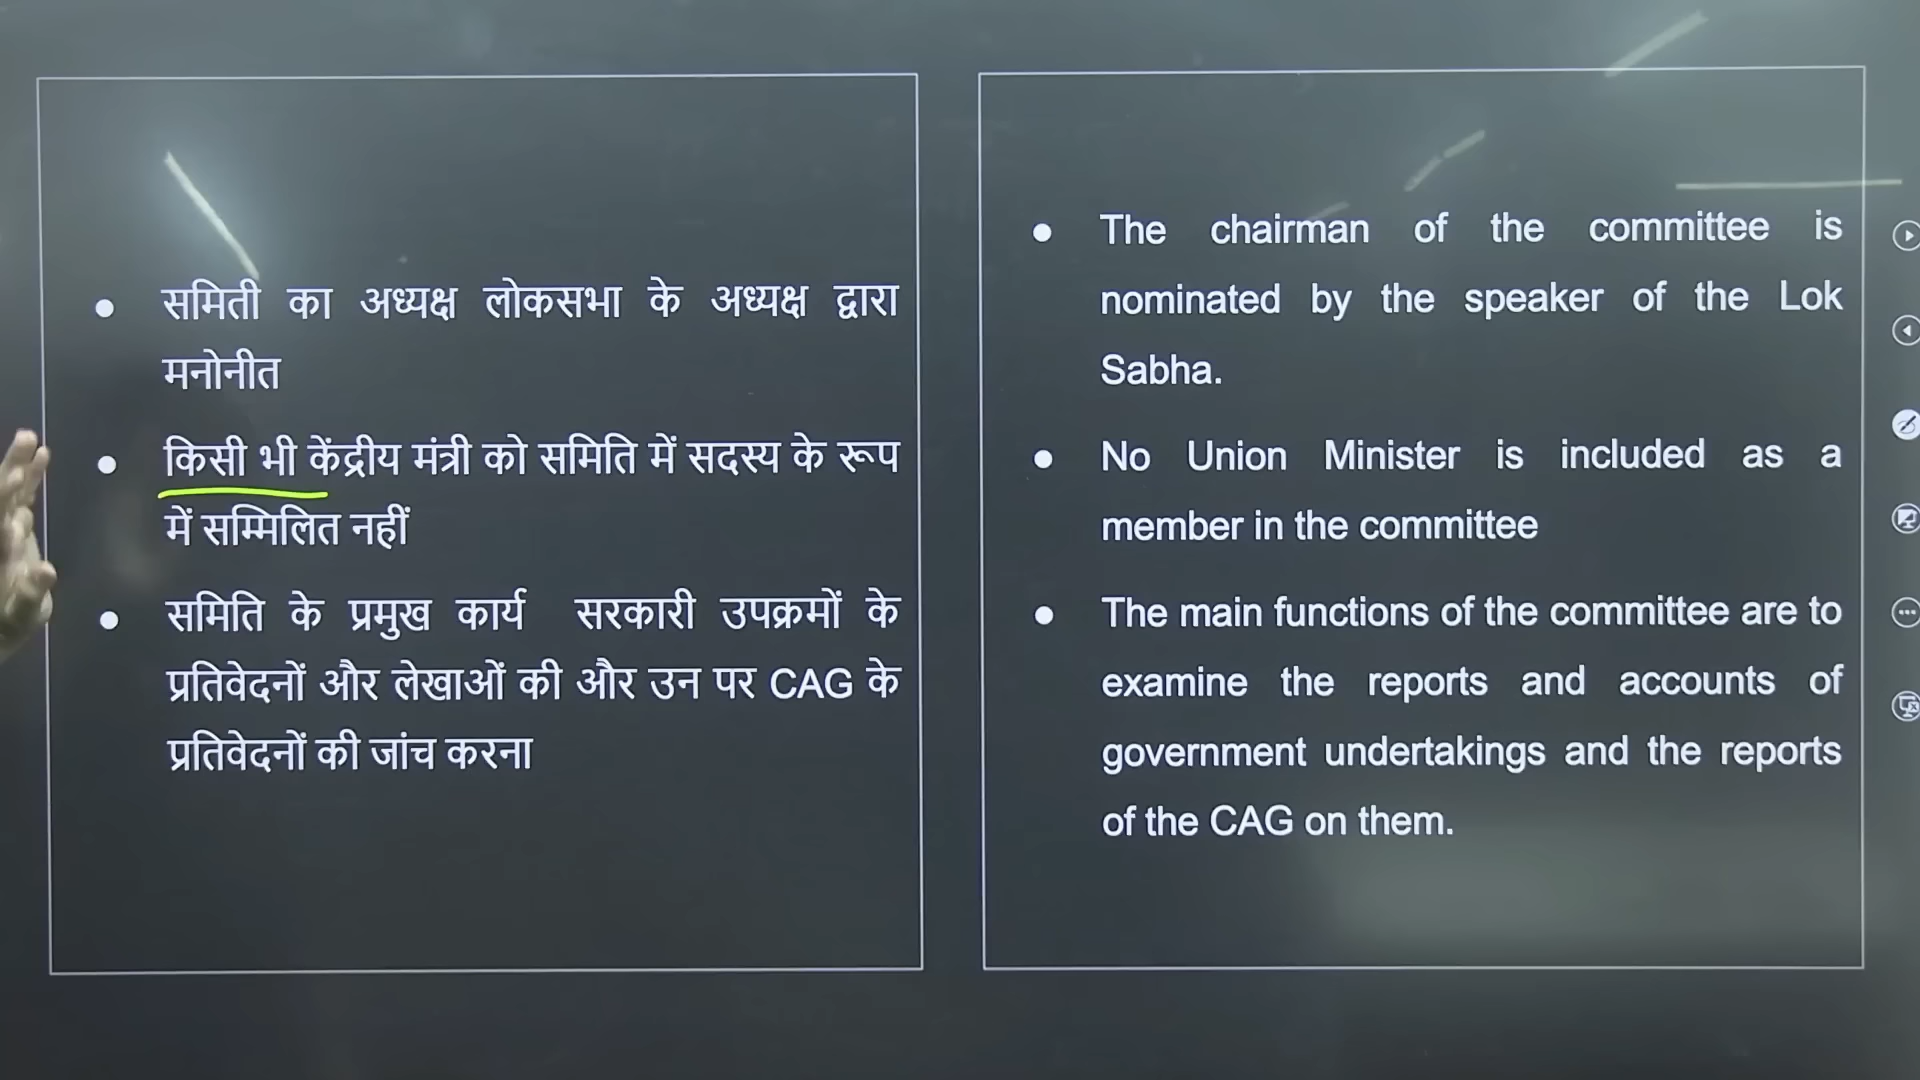 ● समिती का अध्यक्ष लोकसभा के अध्यक्ष द्वारा
मनोनीत
● किसी भी केंद्रीय मंत्री को समिति में सदस्य के रूप
में सम्मिलित नहीं
● समिति के प्रमुख कार्य सरकारी उपक्रमों के
प्रतिवेदनों और लेखाओं की और उन पर CAG के
प्रतिवेदनों की जांच करना
● The chairman of the committee is
nominated by the speaker of the Lok
Sabha.
● No Union Minister is included as a
member in the committee
● The main functions of the committee are to
examine the reports and accounts of
government undertakings and the reports
of the CAG on them.